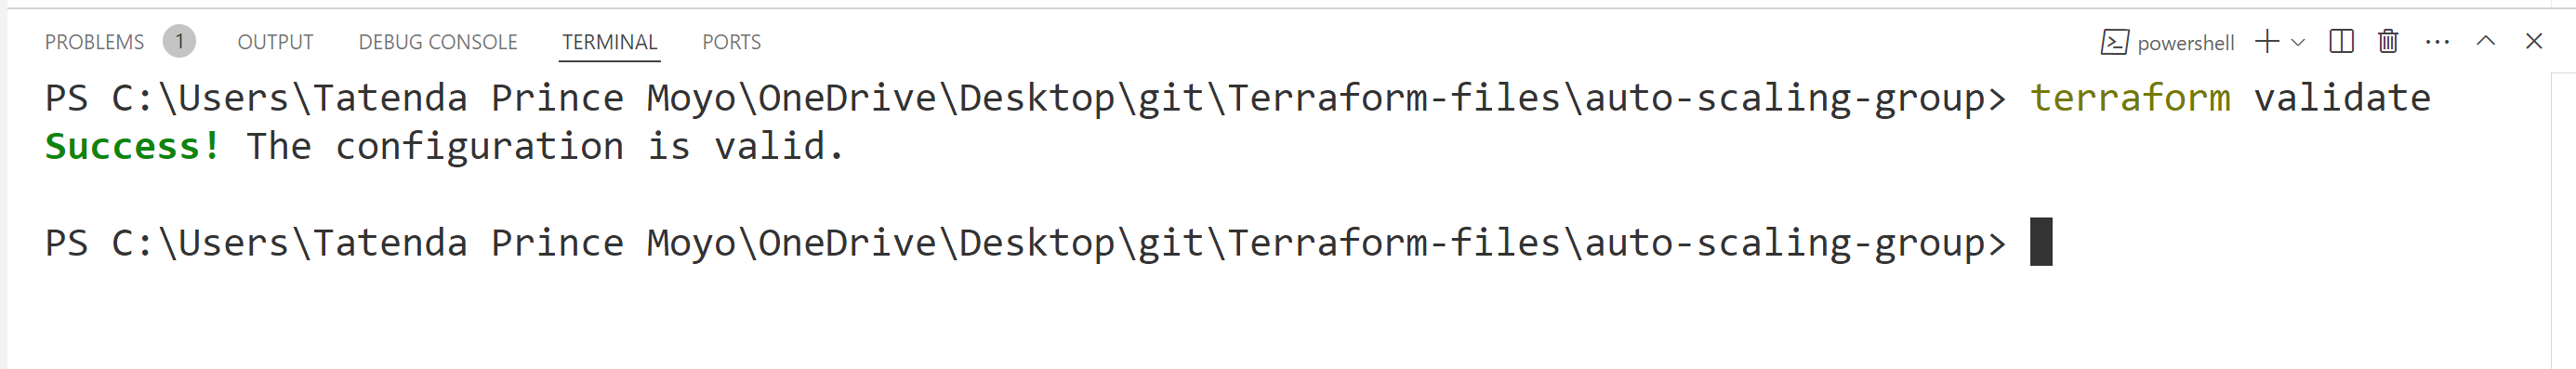 PROBLEMS 1 OUTPUT DEBUG CONSOLE TERMINAL PORTS powershell
PS C:\Users\Tatenda Prince Moyo\OneDrive\Desktop\git\Terraform-files\auto-scaling-group> terraform validate
Success! The configuration is valid.
PS C:\Users\Tatenda Prince Moyo\OneDrive\Desktop\git\Terraform-files\auto-scaling-group>